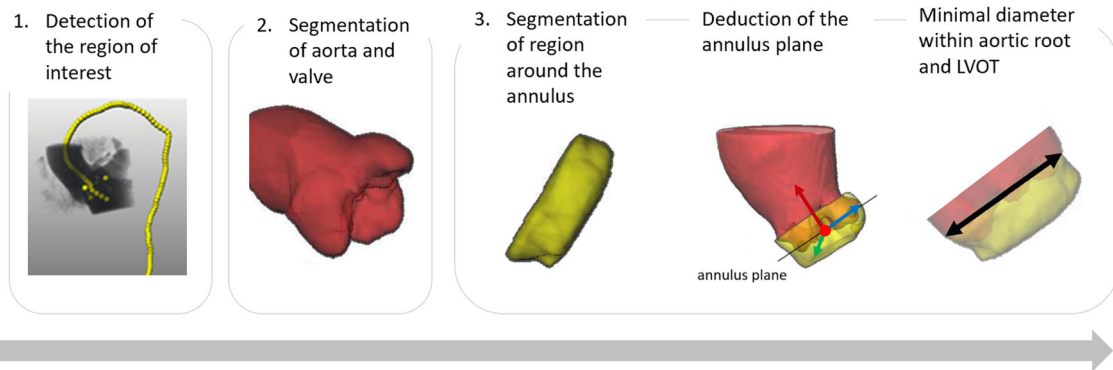 1. Detection of
the region of
interest
2. Segmentation
of aorta and
valve
3. Segmentation
of region
around the
annulus
Deduction of the
annulus plane
annulus plane
Minimal diameter
within aortic root
and LVOT